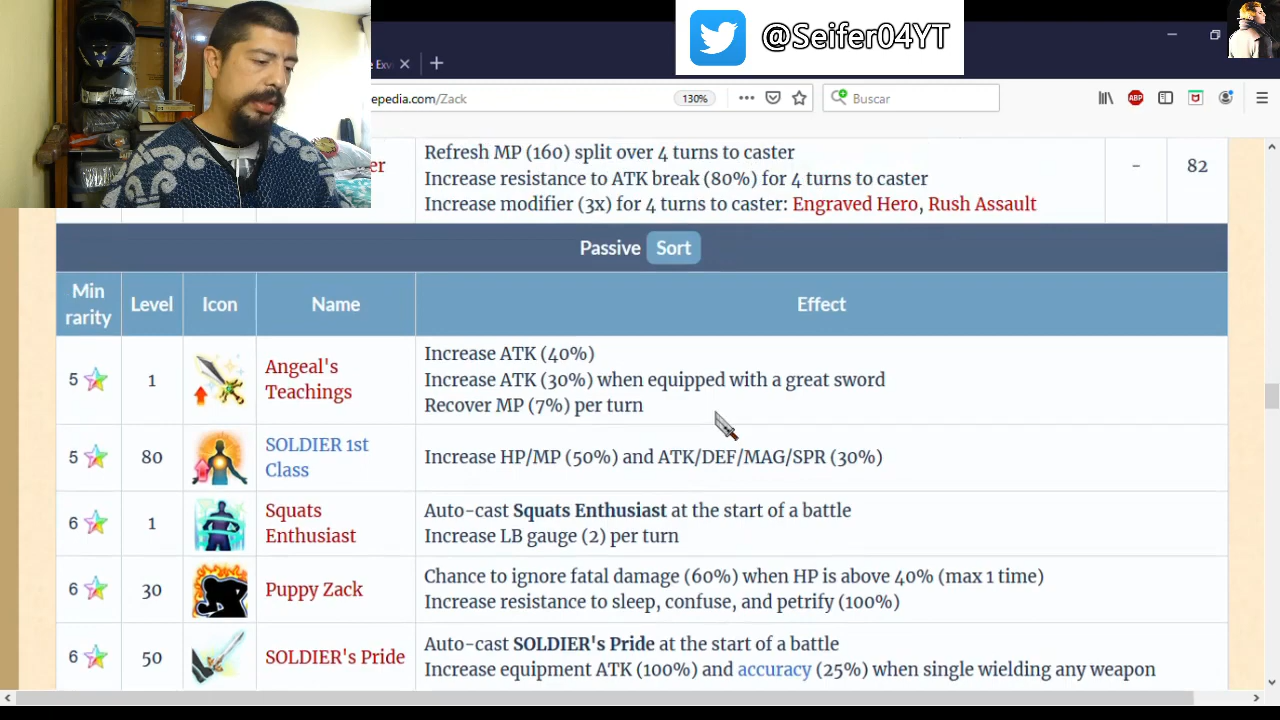 @Seifer04YT
epedia.com/Zack
130%
Buscar
ABP
Refresh MP (160) split over 4 turns to caster
Increase resistance to ATK break (80%) for 4 turns to caster
Increase modifier (3x) for 4 turns to caster: Engraved Hero, Rush Assault
er
-
82
Passive Sort
Min rarity Level Icon Name Effect
5 1 Angeal's Teachings
Increase ATK (40%)
Increase ATK (30%) when equipped with a great sword
Recover MP (7%) per turn
5 80 SOLDIER 1st Class
Increase HP/MP (50%) and ATK/DEF/MAG/SPR (30%)
6 1 Squats Enthusiast
Auto-cast Squats Enthusiast at the start of a battle
Increase LB gauge (2) per turn
6 30 Puppy Zack
Chance to ignore fatal damage (60%) when HP is above 40% (max 1 time)
Increase resistance to sleep, confuse, and petrify (100%)
6 50 SOLDIER's Pride
Auto-cast SOLDIER's Pride at the start of a battle
Increase equipment ATK (100%) and accuracy (25%) when single wielding any weapon